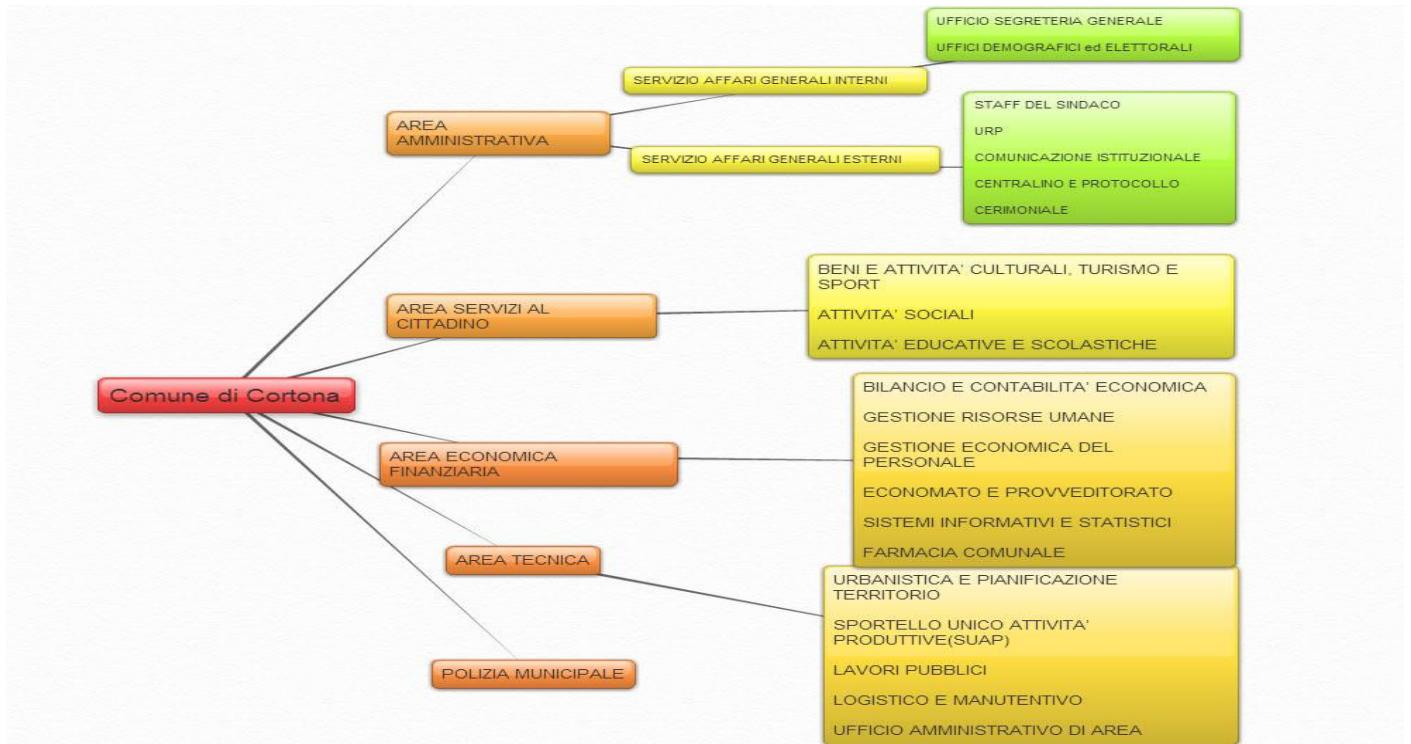 UFFICIO SEGRETERIA GENERALE
UFFICI DEMOGRAFICI ed ELETTORALI
SERVIZIO AFFARI GENERALI INTERNI
AREA
AMMINISTRATIVA
SERVIZIO AFFARI GENERALI ESTERNI
STAFF DEL SINDACO
URP
COMUNICAZIONE ISTITUZIONALE
CENTRALINO E PROTOCOLLO
CERIMONIALE
AREA SERVIZI AL
CITTADINO
BENI E ATTIVITA' CULTURALI, TURISMO E
SPORT
ATTIVITA' SOCIALI
ATTIVITA' EDUCATIVE E SCOLASTICHE
Comune di Cortona
AREA ECONOMICA
FINANZIARIA
BILANCIO E CONTABILITA' ECONOMICA
GESTIONE RISORSE UMANE
GESTIONE ECONOMICA DEL
PERSONALE
ECONOMATO E PROVVEDITORATO
SISTEMI INFORMATIVI E STATISTICI
FARMACIA COMUNALE
AREA TECNICA
URBANISTICA E PIANIFICAZIONE
TERRITORIO
SPORTELLO UNICO ATTIVITA'
PRODUTTIVE(SUAP)
LAVORI PUBBLICI
LOGISTICO E MANUTENTIVO
UFFICIO AMMINISTRATIVO DI AREA
POLIZIA MUNICIPALE